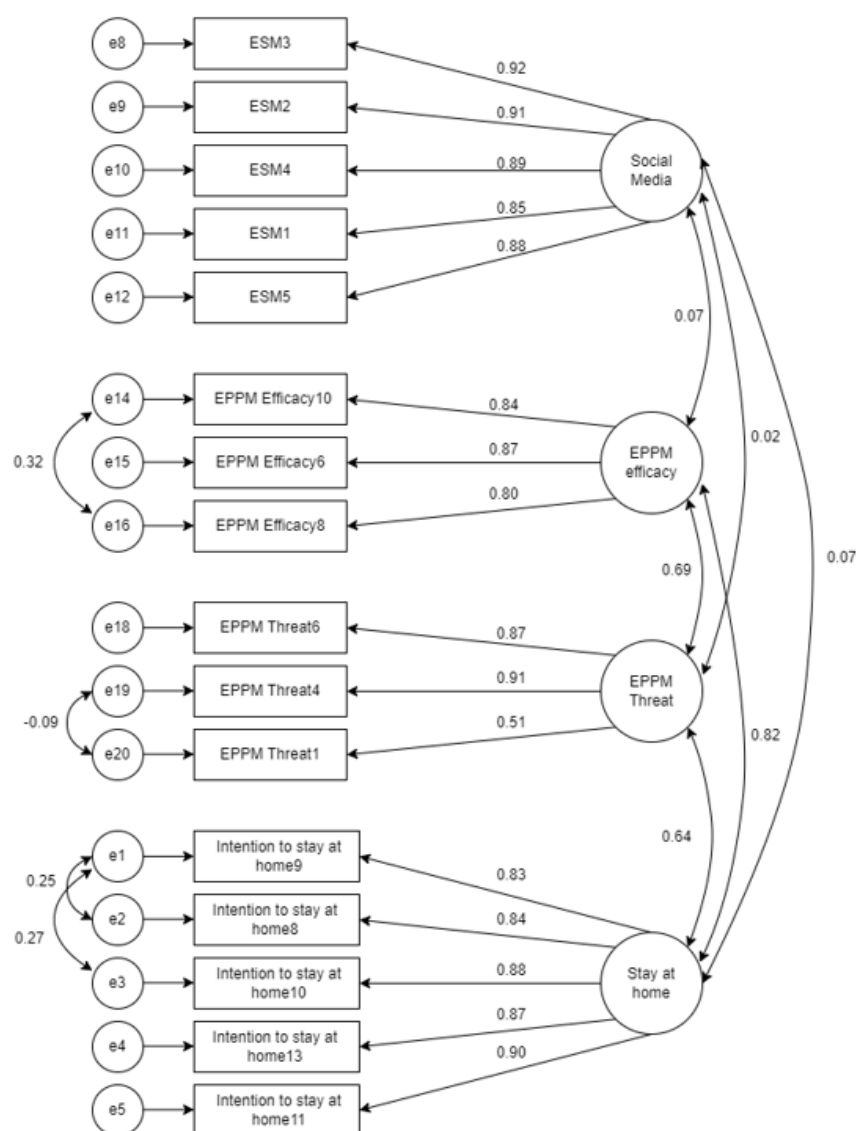 e8
ESM3
0.92
e9
ESM2
0.91
e10
ESM4
0.89
Social
Media
e11
ESM1
0.85
e12
ESM5
0.88
0.07
e14
EPPM Efficacy10
0.84
0.02
0.32
e15
EPPM Efficacy6
0.87
EPPM
efficacy
e16
EPPM Efficacy8
0.80
0.07
0.69
e18
EPPM Threat6
0.87
e19
EPPM Threat4
0.91
EPPM
Threat
-0.09
e20
EPPM Threat1
0.51
0.82
0.64
e1
Intention to stay at
home9
0.83
0.25
e2
Intention to stay at
home8
0.84
0.27
e3
Intention to stay at
home10
0.88
Stay at
home
e4
Intention to stay at
home13
0.87
e5
Intention to stay at
home11
0.90